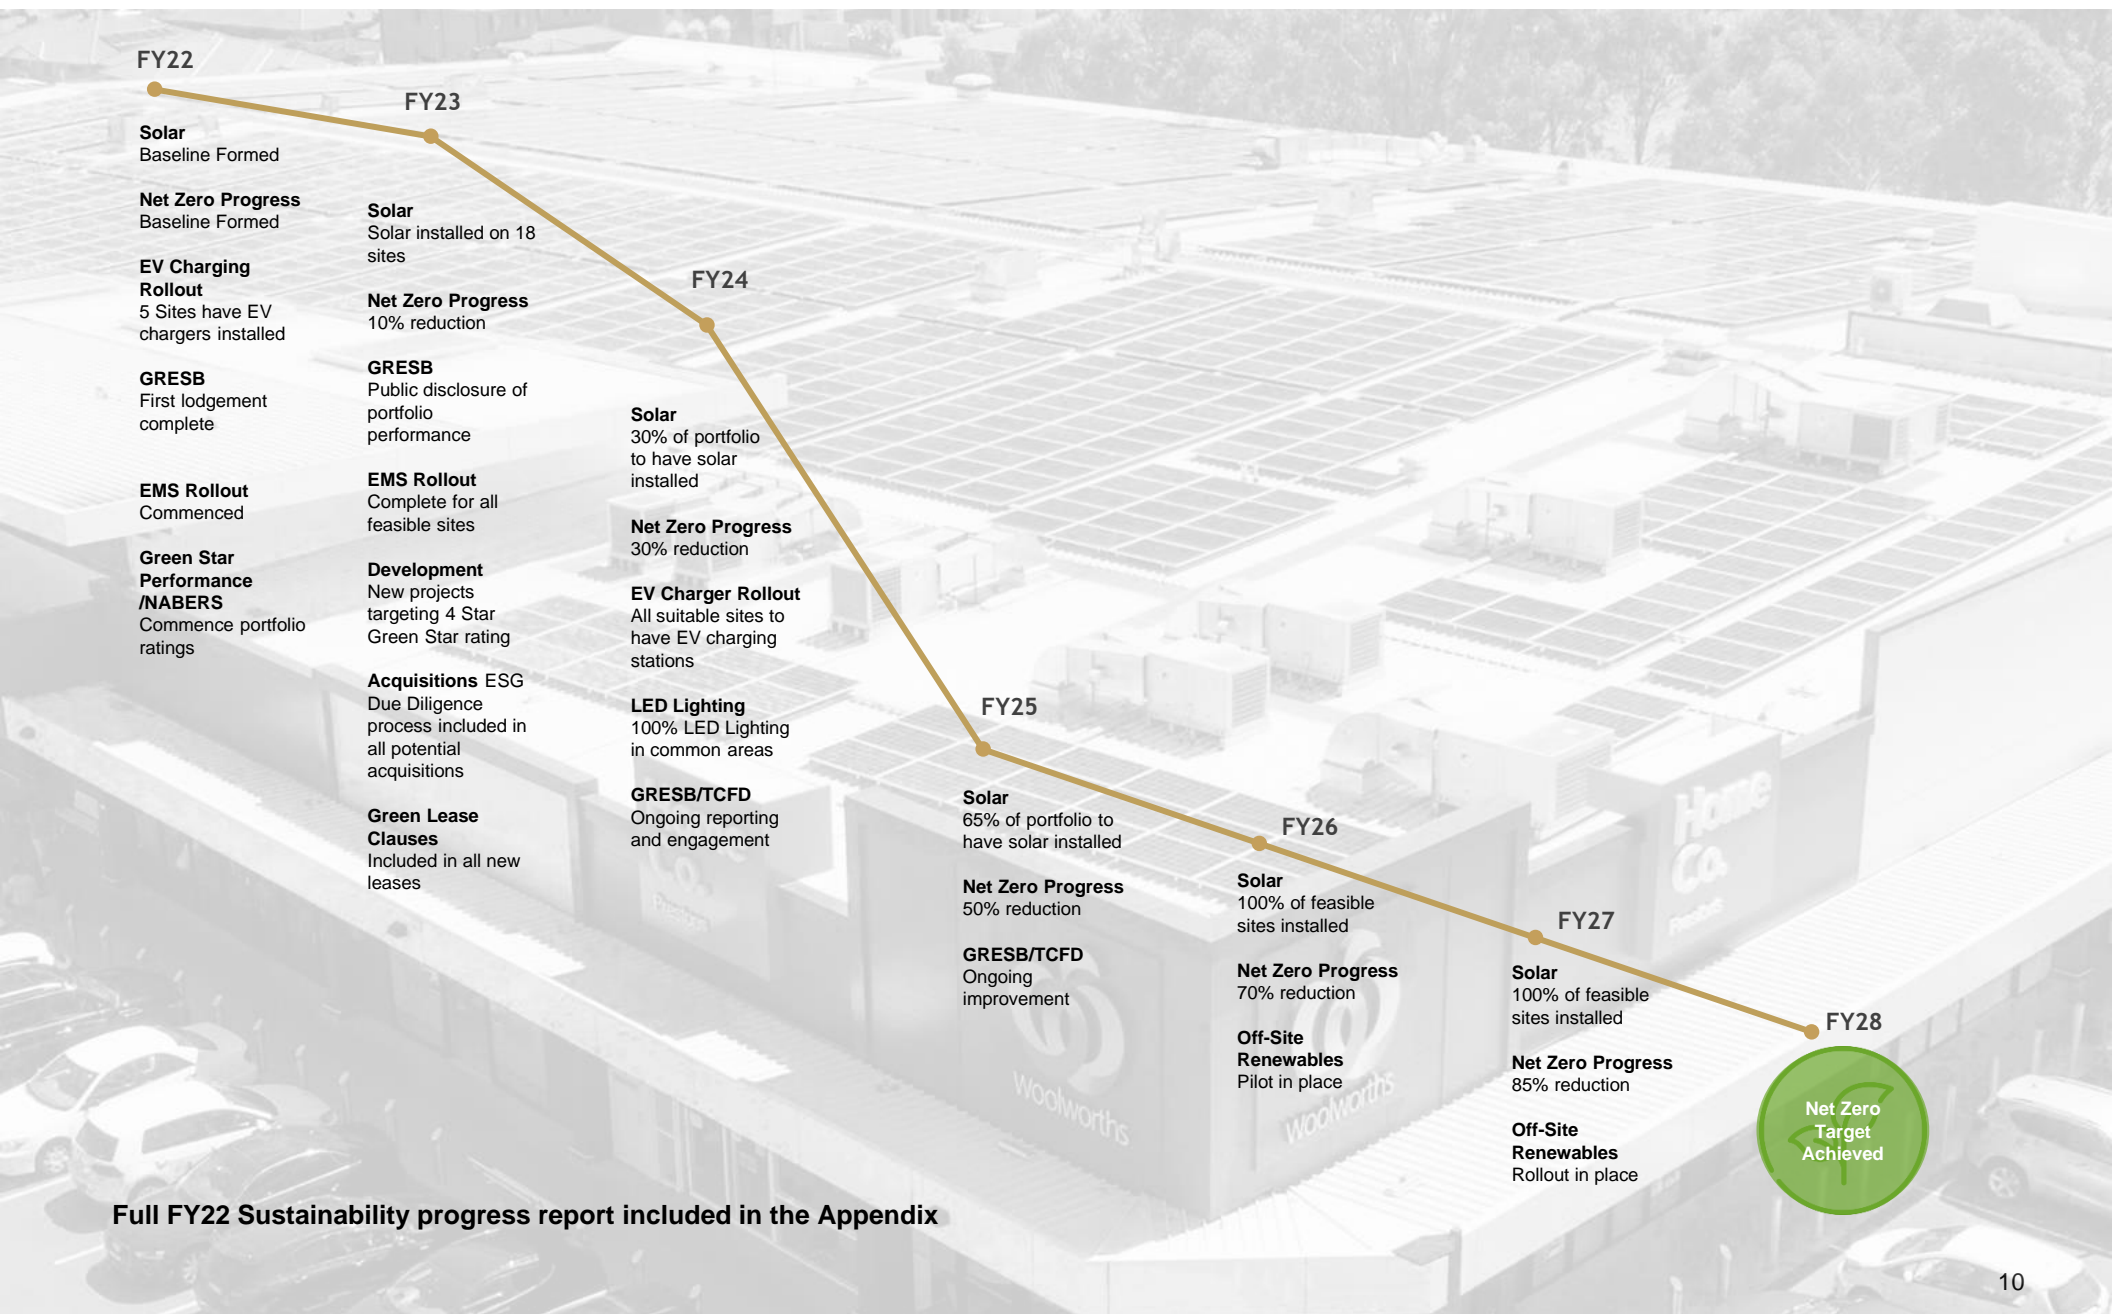 FY22
Solar
Baseline Formed
Net Zero Progress
Baseline Formed
EV Charging
Rollout
5 Sites have EV
chargers installed
GRESB
First lodgement
complete
EMS Rollout
Commenced
Green Star
Performance
/NABERS
Commence portfolio
ratings
FY23
Solar
Solar installed on 18
sites
Net Zero Progress
10% reduction
GRESB
Public disclosure of
portfolio
performance
EMS Rollout
Complete for all
feasible sites
Development
New projects
targeting 4 Star
Green Star rating
Acquisitions ESG
Due Diligence
process included in
all potential
acquisitions
Green Lease
Clauses
Included in all new
leases
FY24
Solar
30% of portfolio
to have solar
installed
Net Zero Progress
30% reduction
EV Charger Rollout
All suitable sites to
have EV charging
stations
LED Lighting
100% LED Lighting
in common areas
GRESB/TCFD
Ongoing reporting
and engagement
FY25
Solar
65% of portfolio to
have solar installed
Net Zero Progress
50% reduction
GRESB/TCFD
Ongoing
improvement
FY26
Solar
100% of feasible
sites installed
Net Zero Progress
70% reduction
Off-Site
Renewables
Pilot in place
FY27
Solar
100% of feasible
sites installed
Net Zero Progress
85% reduction
Off-Site
Renewables
Rollout in place
FY28
Net Zero
Target
Achieved
Home
Co.
Co.
Prestons
Woolworths
Woolworths
Full FY22 Sustainability progress report included in the Appendix
10